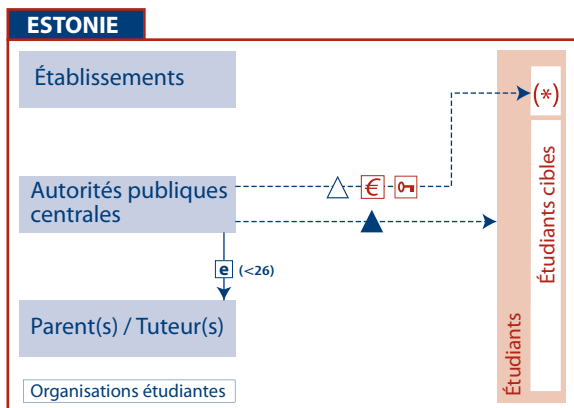 ESTONIE
Établissements
(*)
Étudiants cibles
Autorités publiques
centrales
€
e (<26)
Parent(s) / Tuteur(s)
Étudiants
Organisations étudiantes